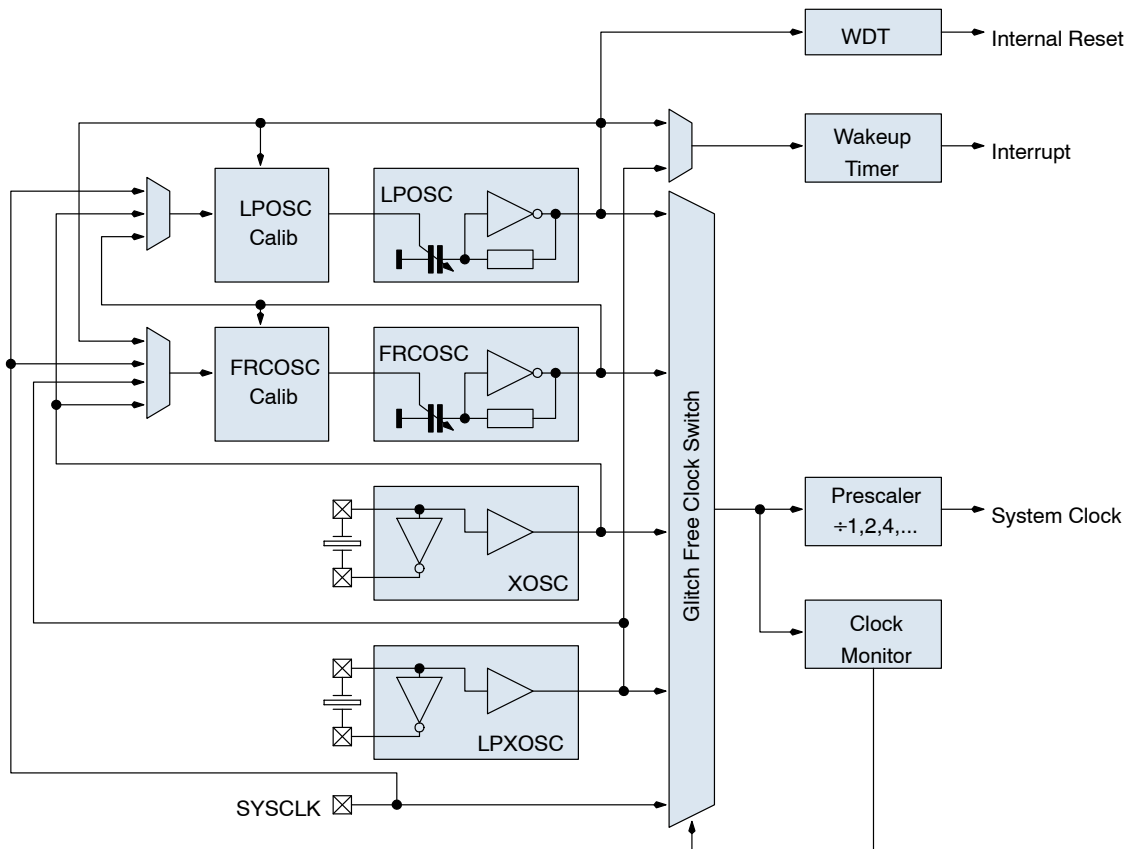 WDT
Internal Reset
Wakeup
Timer
Interrupt
LPOSC
Calib
LPOSC
FRCOSC
Calib
FRCOSC
XOSC
LPXOSC
SYSCLK
Glitch Free Clock Switch
Prescaler
÷1,2,4,...
System Clock
Clock
Monitor